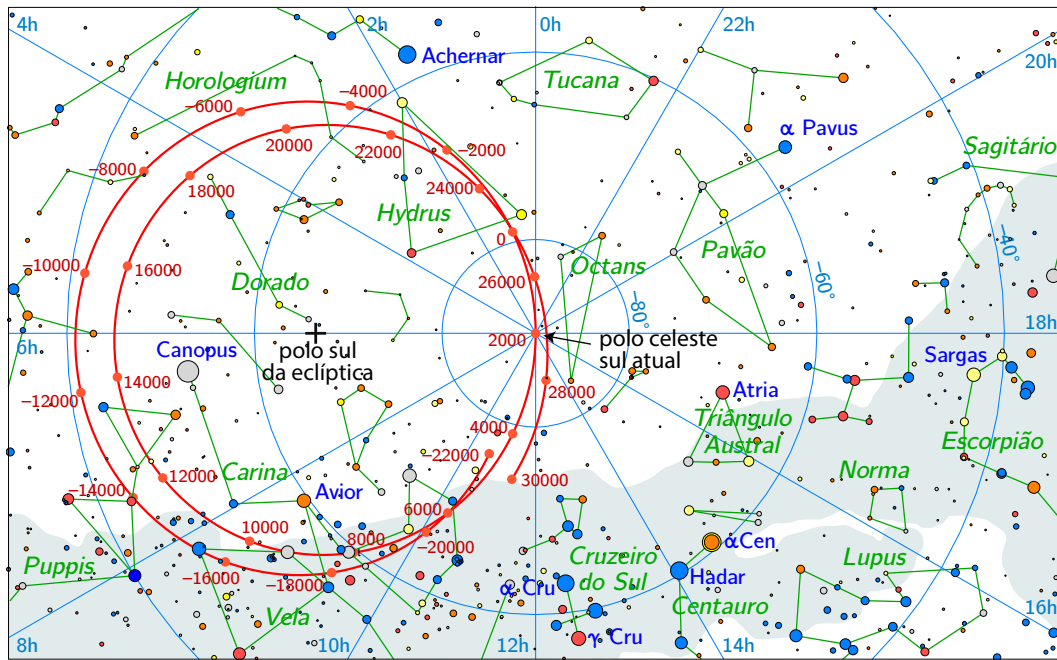 4h
2h
0h
22h
20h
Achernar
Tucana
Horologium
−6000
−4000
20000
22000
−2000
α Pavus
Sagitário
−8000
18000
24000
Hydrus
0
Pavão
−40°
−10000
16000
Dorado
26000
Octans
−60°
−80°
6h
Canopus
polo sul
da eclíptica
2000
polo celeste
sul atual
18h
Sargas
−12000
14000
28000
Atria
Triângulo
Austral
4000
−22000
Escorpião
Norma
−14000
12000
Carina
Avior
30000
6000
10000
8000
−20000
αCen
Puppis
−16000
−18000
Vela
Cruzeiro
do Sul
α Cru
Hadar
Centauro
Lupus
γ Cru
8h
10h
12h
14h
16h